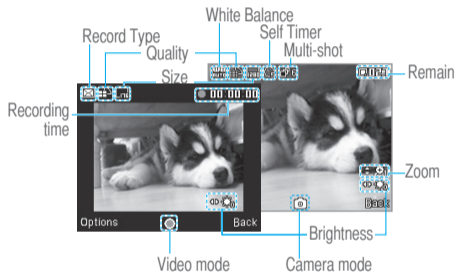 White Balance
Record Type
Self Timer
Quality
Multi-shot
Size
Remain
Recording
time
00 00 00
Zoom
Options
Back
Back
Brightness
Video mode
Camera mode